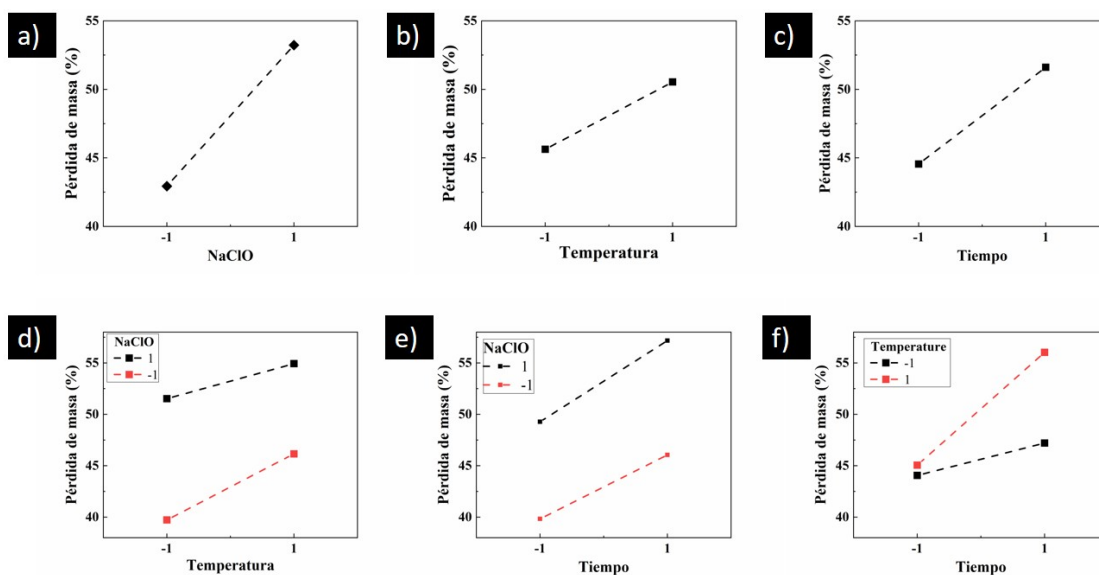 a)
Pérdida de masa (%)
55
50
45
40
-1
1
NaClO
b)
Pérdida de masa (%)
55
50
45
40
-1
1
Temperatura
c)
Pérdida de masa (%)
55
50
45
40
-1
1
Tiempo
d)
Pérdida de masa (%)
NaClO
1
-1
55
50
45
40
-1
1
Temperatura
e)
Pérdida de masa (%)
NaClO
1
-1
55
50
45
40
-1
1
Tiempo
f)
Pérdida de masa (%)
Temperature
-1
1
55
50
45
40
-1
1
Tiempo